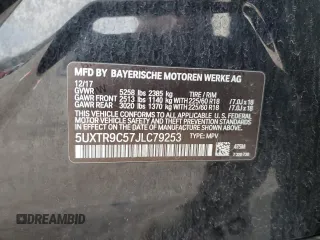 MFD BY BAYERISCHE MOTOREN WERKE AG
12/17
GVWR 5258 lbs 2385 kg TIRE / RIM
GAWR FRONT 2513 lbs 1140 kg 225/60 R18 / 7.0J x 18
GAWR REAR 3020 lbs 1370 kg 225/60 R18 / 7.0J x 18
THIS VEHICLE CONFORMS TO ALL APPLICABLE U.S. FEDERAL
MOTOR VEHICLE SAFETY, BUMPER, AND THEFT PREVENTION
STANDARDS IN EFFECT ON THE DATE OF MANUFACTURE
SHOWN ABOVE.
5UXTR9C57JLC79253 TYPE: MPV
DREAMBID
DREAMBID.COM